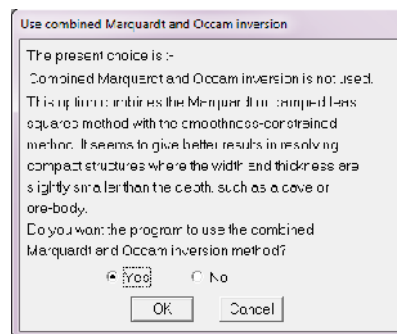 Use combined Marquardt and Occam inversion
The present choice is :-
Combined Marquardt and Occam inversion is not used.
This option combines the Marquardt or damped least
squares method with the smoothness-constrained
method. It seems to give better results in resolving
compact structures where the width and thickness are
slightly smaller than the depth, such as a cave or
ore-body.
Do you want the program to use the combined
Marquardt and Occam inversion method?
Yes No
OK Cancel